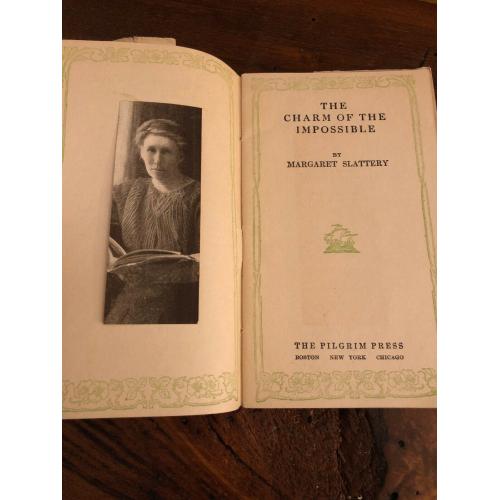 THE
CHARM OF THE
IMPOSSIBLE
BY
MARGARET SLATTERY
THE PILGRIM PRESS
BOSTON NEW YORK CHICAGO